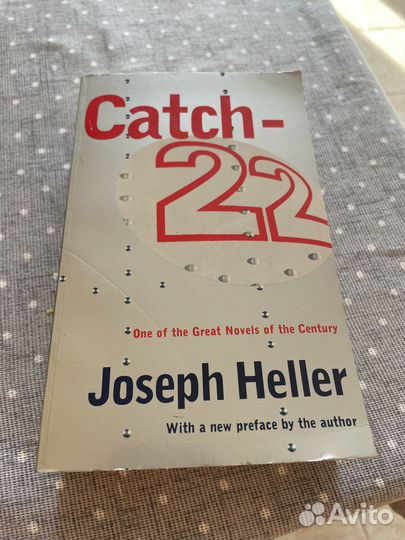 Catch-
22
One of the Great Novels of the Century
Joseph Heller
With a new preface by the author
Avito